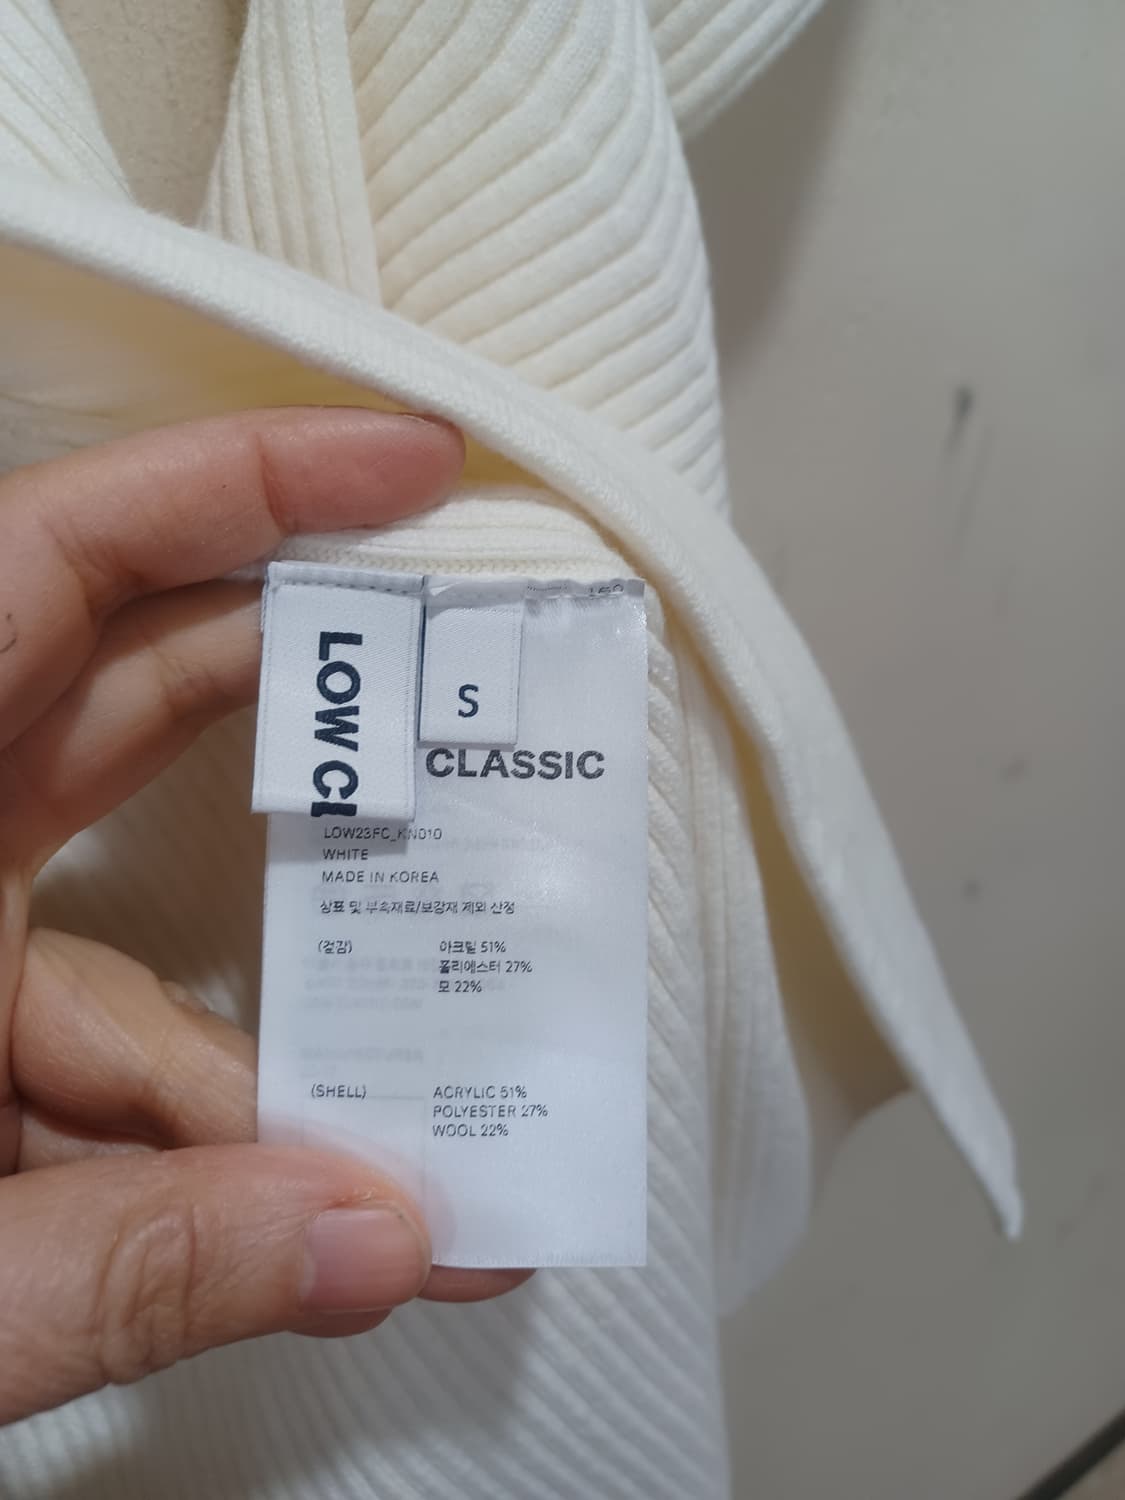 LOW CL
S
CLASSIC
LOW23FC_KN010
WHITE
MADE IN KOREA
상표 및 부속재료/보강재 제외 산정
(겉감) 아크릴 51%
폴리에스터 27%
모 22%
(SHELL) ACRYLIC 51%
POLYESTER 27%
WOOL 22%